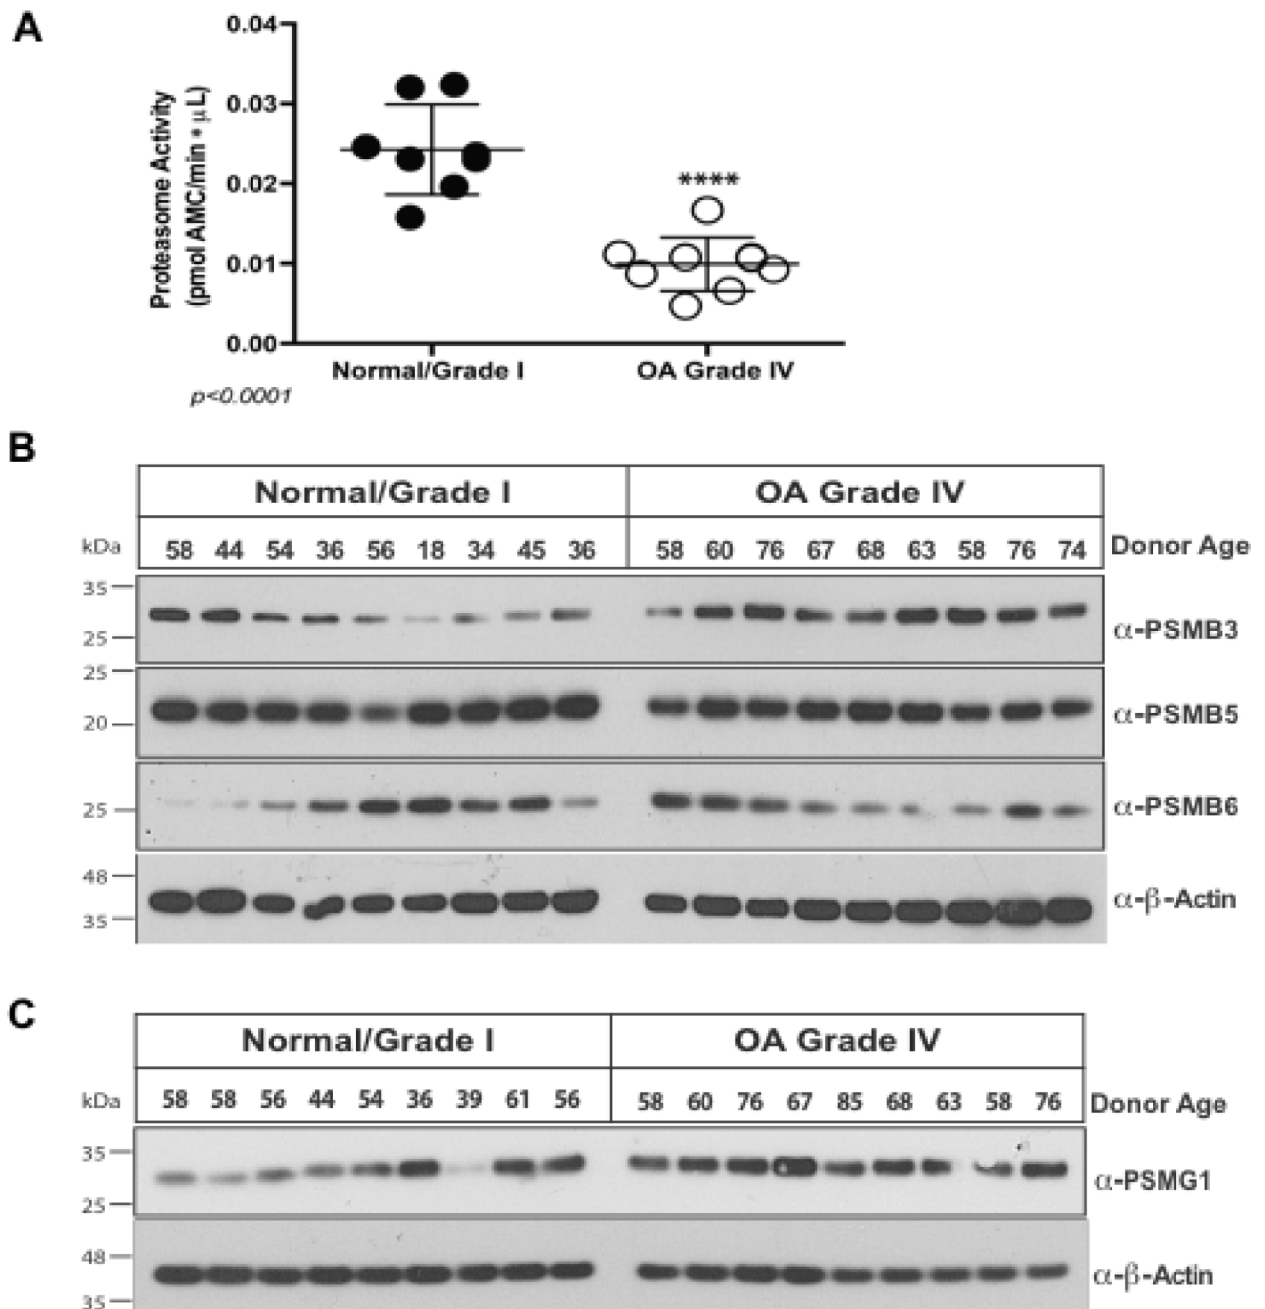 A
0.04
0.03
0.02
0.01
0.00
Proteasome Activity
(pmol AMC/min * μL)
****
Normal/Grade I
OA Grade IV
p<0.0001
B
Normal/Grade I
OA Grade IV
kDa
58 44 54 36 56 18 34 45 36
58 60 76 67 68 63 58 76 74
Donor Age
35
25
α-PSMB3
25
20
α-PSMB5
25
α-PSMB6
48
35
α-β-Actin
C
Normal/Grade I
OA Grade IV
kDa
58 58 56 44 54 36 39 61 56
58 60 76 67 85 68 63 58 76
Donor Age
35
25
α-PSMG1
48
35
α-β-Actin